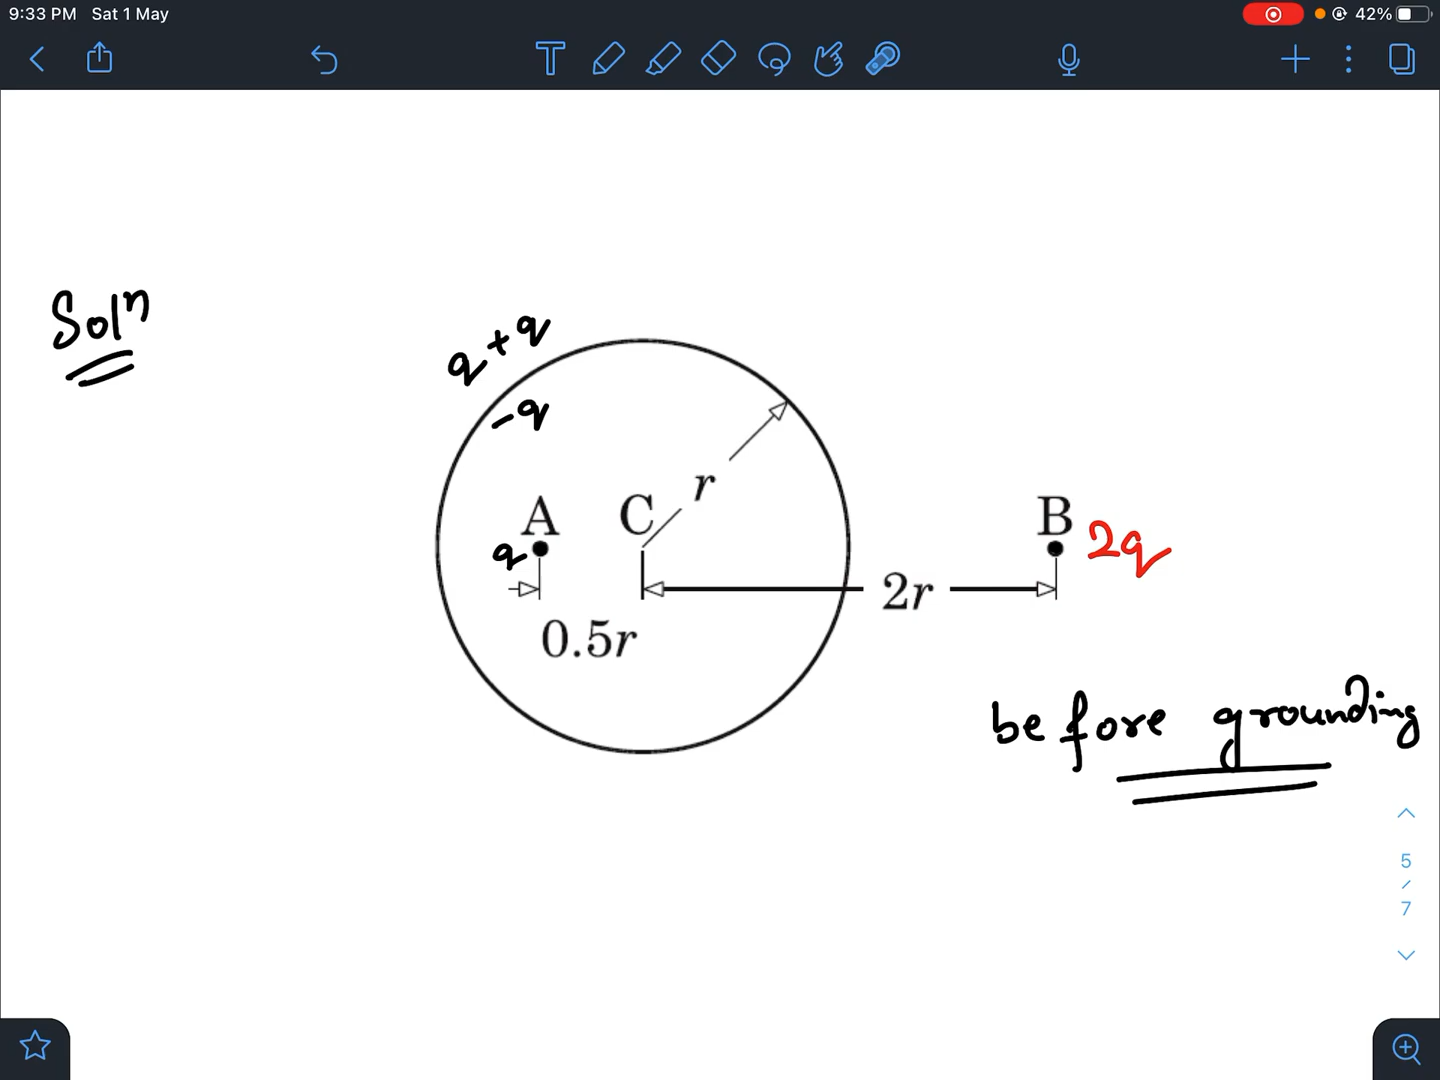 9:33 PM Sat 1 May
42%
Solⁿ
q + q
-q
r
A
C
B
q
2q
2r
0.5r
before grounding
5
/
7